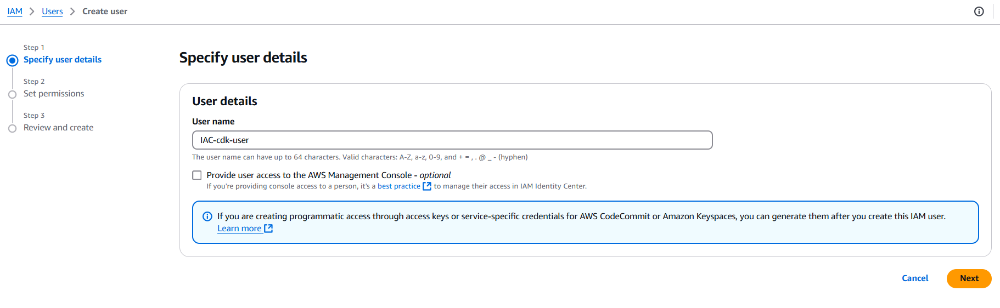 IAM > Users > Create user
Step 1
Specify user details
Step 2
Set permissions
Step 3
Review and create
Specify user details
User details
User name
IAC-cdk-user
The user name can have up to 64 characters. Valid characters: A-Z, a-z, 0-9, and + = , . @ _ - (hyphen)
Provide user access to the AWS Management Console - optional
If you're providing console access to a person, it's a best practice to manage their access in IAM Identity Center.
If you are creating programmatic access through access keys or service-specific credentials for AWS CodeCommit or Amazon Keyspaces, you can generate them after you create this IAM user.
Learn more
Cancel
Next